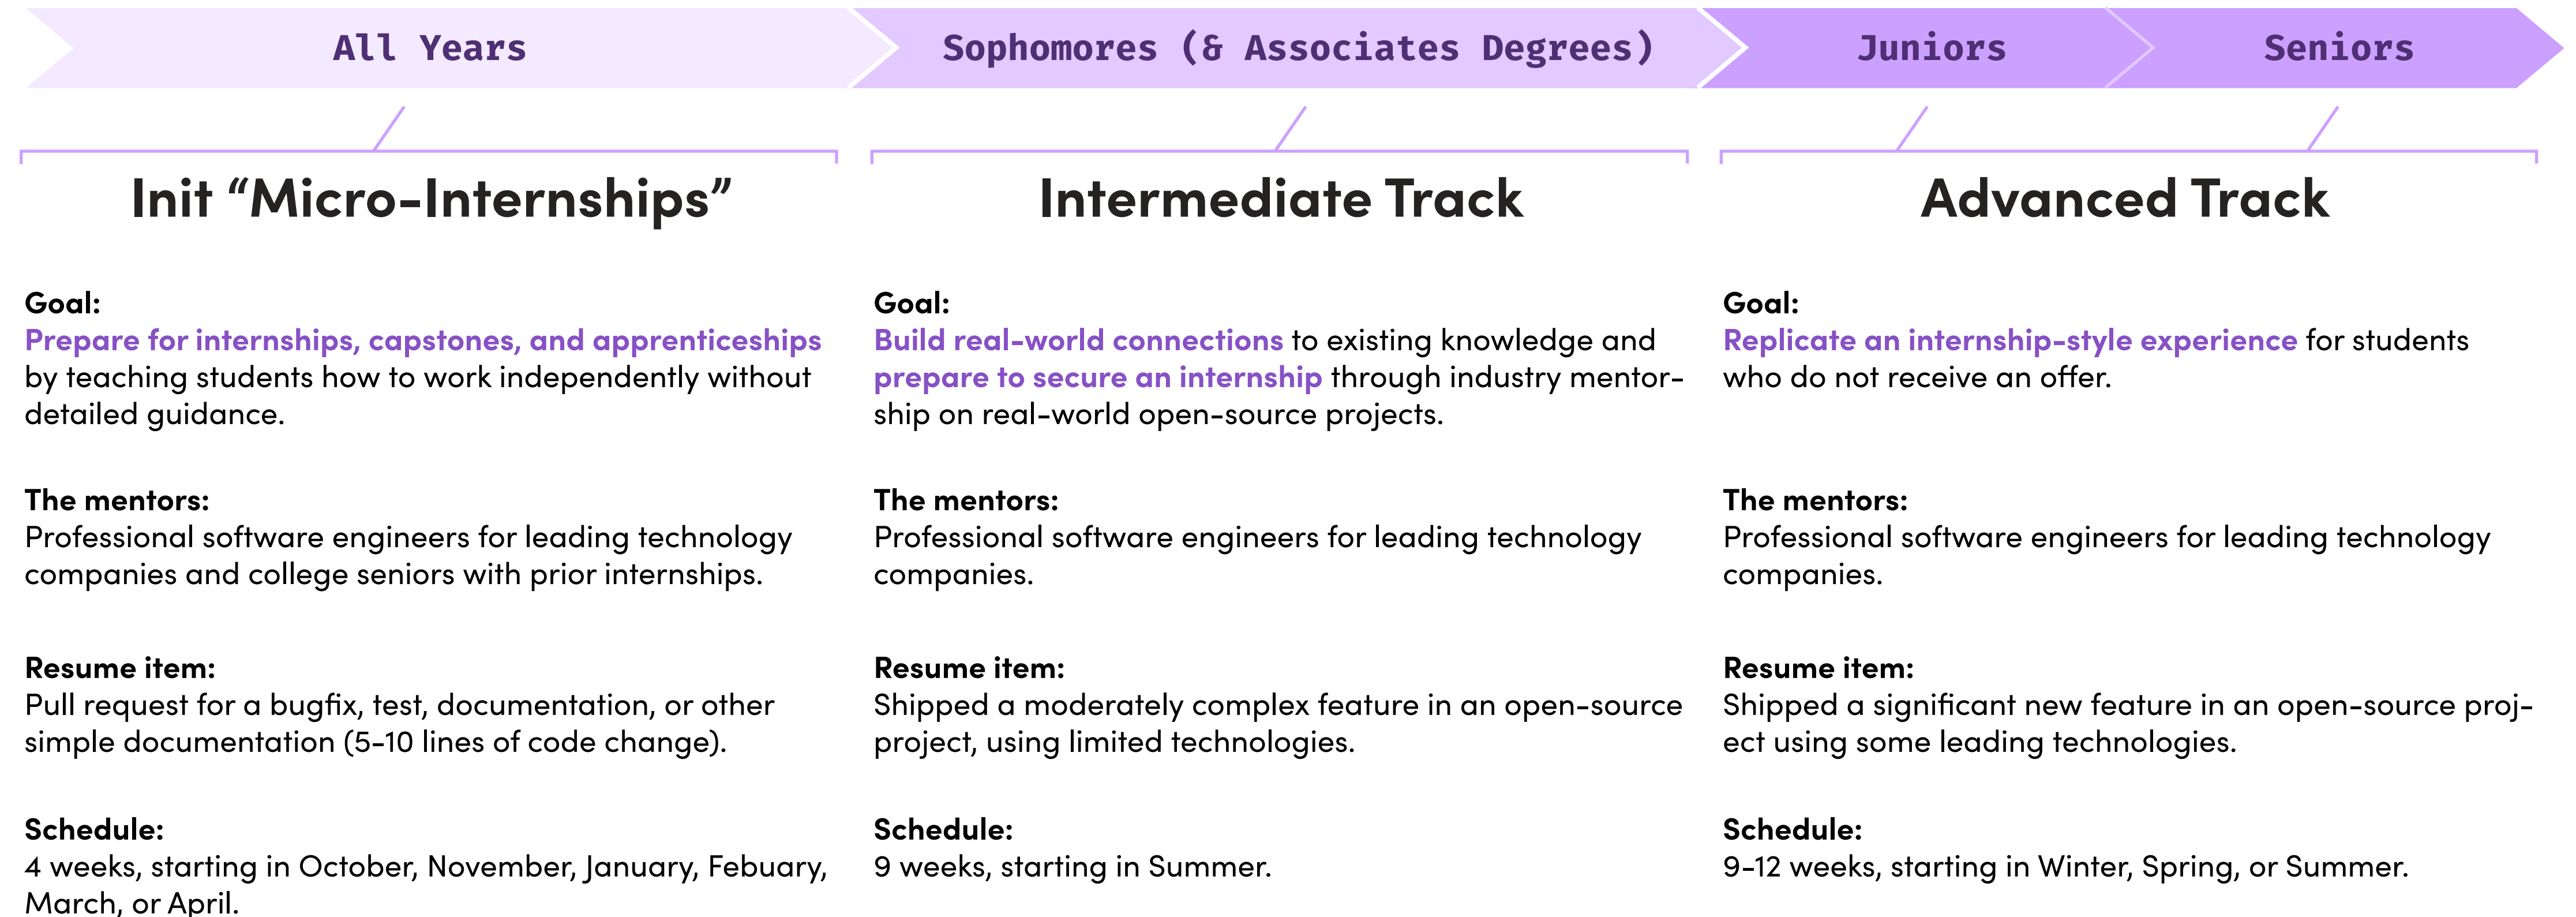 All Years
Sophomores (& Associates Degrees)
Juniors
Seniors
Init “Micro-Internships”
Goal:
Prepare for internships, capstones, and apprenticeships
by teaching students how to work independently without
detailed guidance.
The mentors:
Professional software engineers for leading technology
companies and college seniors with prior internships.
Resume item:
Pull request for a bugfix, test, documentation, or other
simple documentation (5-10 lines of code change).
Schedule:
4 weeks, starting in October, November, January, Febuary,
March, or April.
Intermediate Track
Goal:
Build real-world connections to existing knowledge and
prepare to secure an internship through industry mentor-
ship on real-world open-source projects.
The mentors:
Professional software engineers for leading technology
companies.
Resume item:
Shipped a moderately complex feature in an open-source
project, using limited technologies.
Schedule:
9 weeks, starting in Summer.
Advanced Track
Goal:
Replicate an internship-style experience for students
who do not receive an offer.
The mentors:
Professional software engineers for leading technology
companies.
Resume item:
Shipped a significant new feature in an open-source proj-
ect using some leading technologies.
Schedule:
9-12 weeks, starting in Winter, Spring, or Summer.